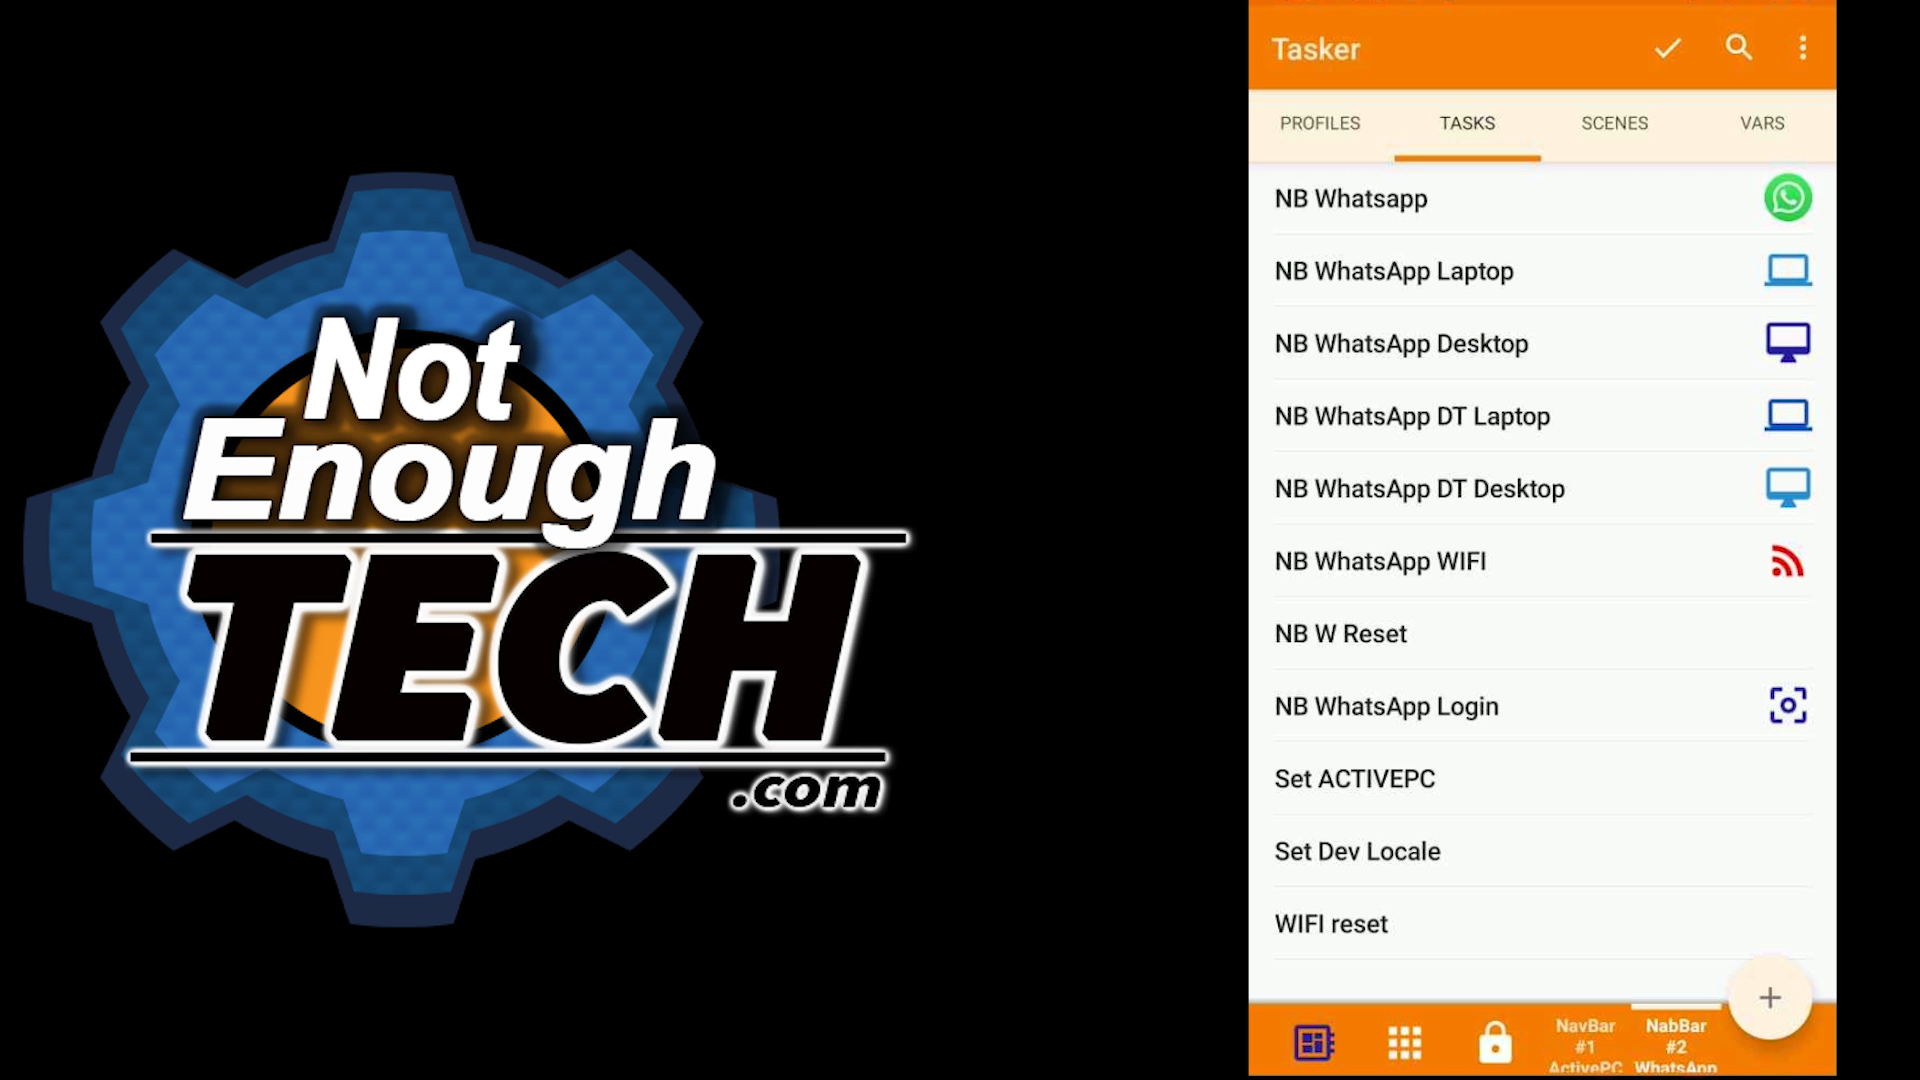 Not
Enough
TECH
.com
Tasker
PROFILES TASKS SCENES VARS
NB Whatsapp
NB WhatsApp Laptop
NB WhatsApp Desktop
NB WhatsApp DT Laptop
NB WhatsApp DT Desktop
NB WhatsApp WIFI
NB W Reset
NB WhatsApp Login
Set ACTIVEPC
Set Dev Locale
WIFI reset
NavBar NabBar
#1 #2
ActivePC WhatsApp